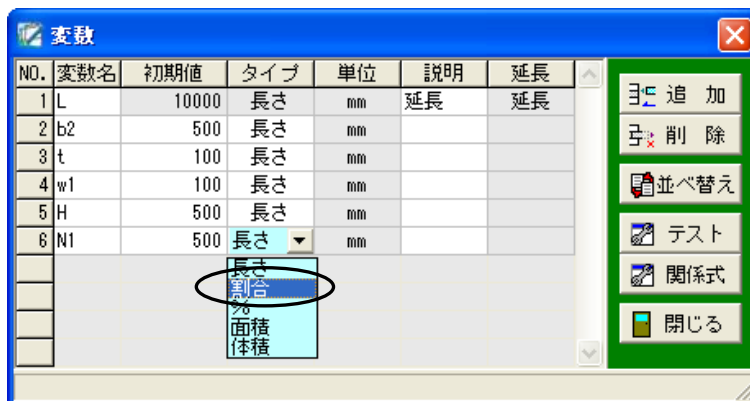 変数
NO. 変数名 初期値 タイプ 単位 説明 延長
1 L 10000 長さ mm 延長 延長
2 b2 500 長さ mm
3 t 100 長さ mm
4 w1 100 長さ mm
5 H 500 長さ mm
6 N1 500 長さ mm
長さ
割合
%
面積
体積
追 加
削 除
並べ替え
テスト
関係式
閉じる